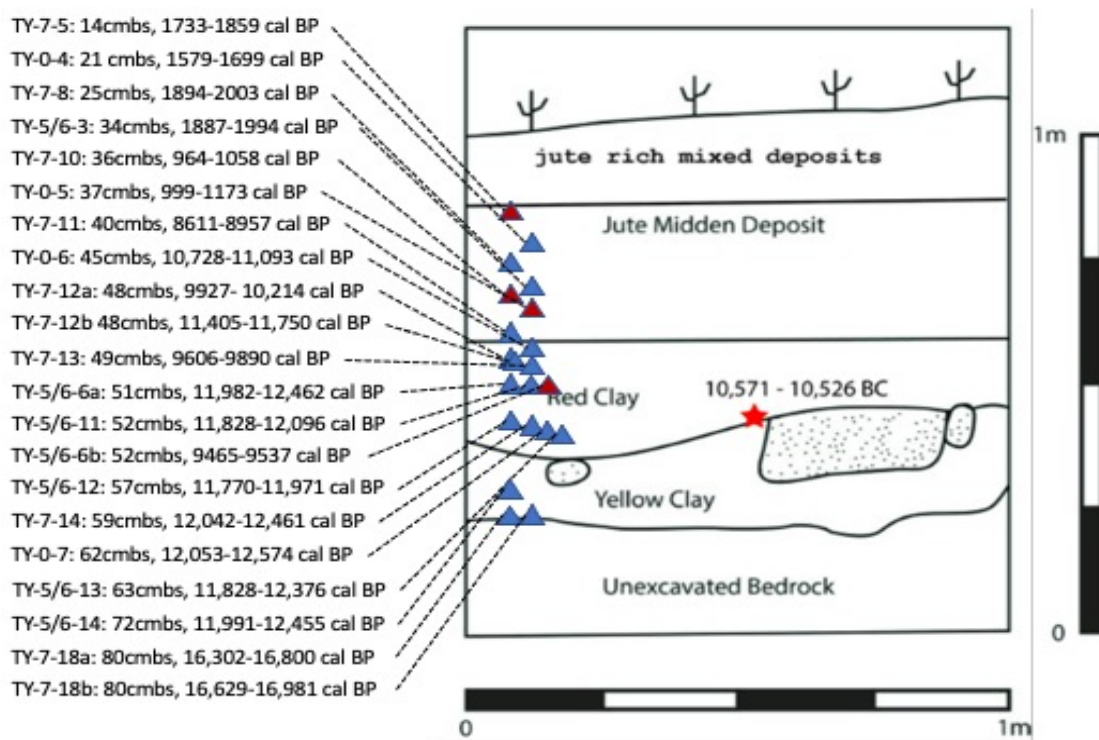 TY-7-5: 14cmbs, 1733-1859 cal BP
TY-0-4: 21 cmbs, 1579-1699 cal BP
TY-7-8: 25cmbs, 1894-2003 cal BP
TY-5/6-3: 34cmbs, 1887-1994 cal BP
TY-7-10: 36cmbs, 964-1058 cal BP
TY-0-5: 37cmbs, 999-1173 cal BP
TY-7-11: 40cmbs, 8611-8957 cal BP
TY-0-6: 45cmbs, 10,728-11,093 cal BP
TY-7-12a: 48cmbs, 9927- 10,214 cal BP
TY-7-12b 48cmbs, 11,405-11,750 cal BP
TY-7-13: 49cmbs, 9606-9890 cal BP
TY-5/6-6a: 51cmbs, 11,982-12,462 cal BP
TY-5/6-11: 52cmbs, 11,828-12,096 cal BP
TY-5/6-6b: 52cmbs, 9465-9537 cal BP
TY-5/6-12: 57cmbs, 11,770-11,971 cal BP
TY-7-14: 59cmbs, 12,042-12,461 cal BP
TY-0-7: 62cmbs, 12,053-12,574 cal BP
TY-5/6-13: 63cmbs, 11,828-12,376 cal BP
TY-5/6-14: 72cmbs, 11,991-12,455 cal BP
TY-7-18a: 80cmbs, 16,302-16,800 cal BP
TY-7-18b: 80cmbs, 16,629-16,981 cal BP
jute rich mixed deposits
Jute Midden Deposit
Red Clay
10,571 - 10,526 BC
Yellow Clay
Unexcavated Bedrock
1m
0
0
1m